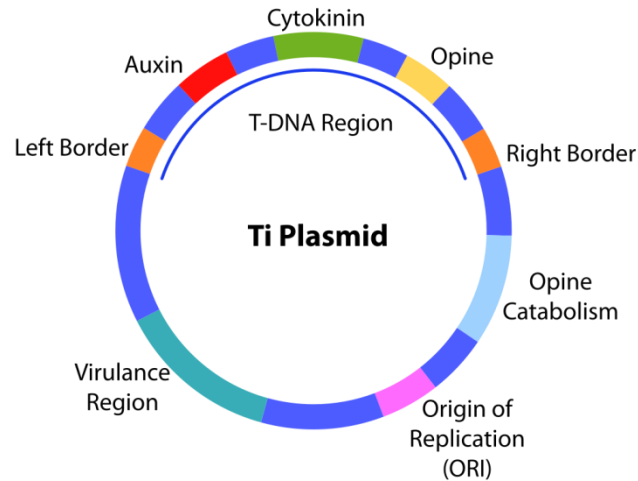 Cytokinin
Auxin
Opine
T-DNA Region
Left Border
Right Border
Ti Plasmid
Opine
Catabolism
Virulance
Region
Origin of
Replication
(ORI)